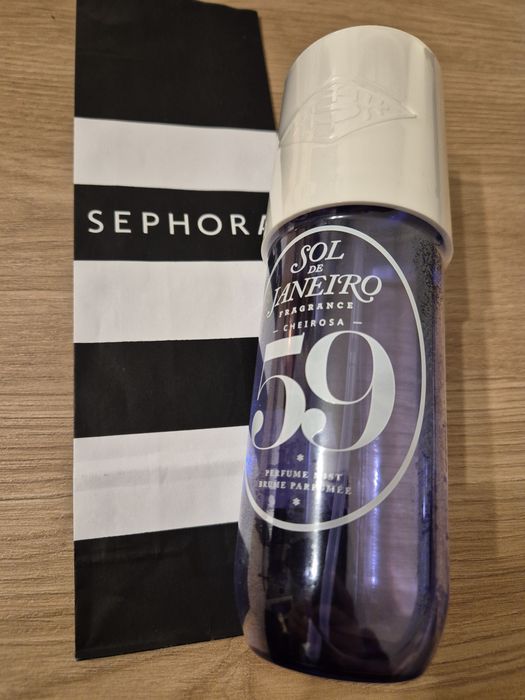 SEPHORA
SOL
DE
JANEIRO
FRAGRANCE
– CHEIROSA –
59
PERFUME MIST
BRUME PARFUMÉE